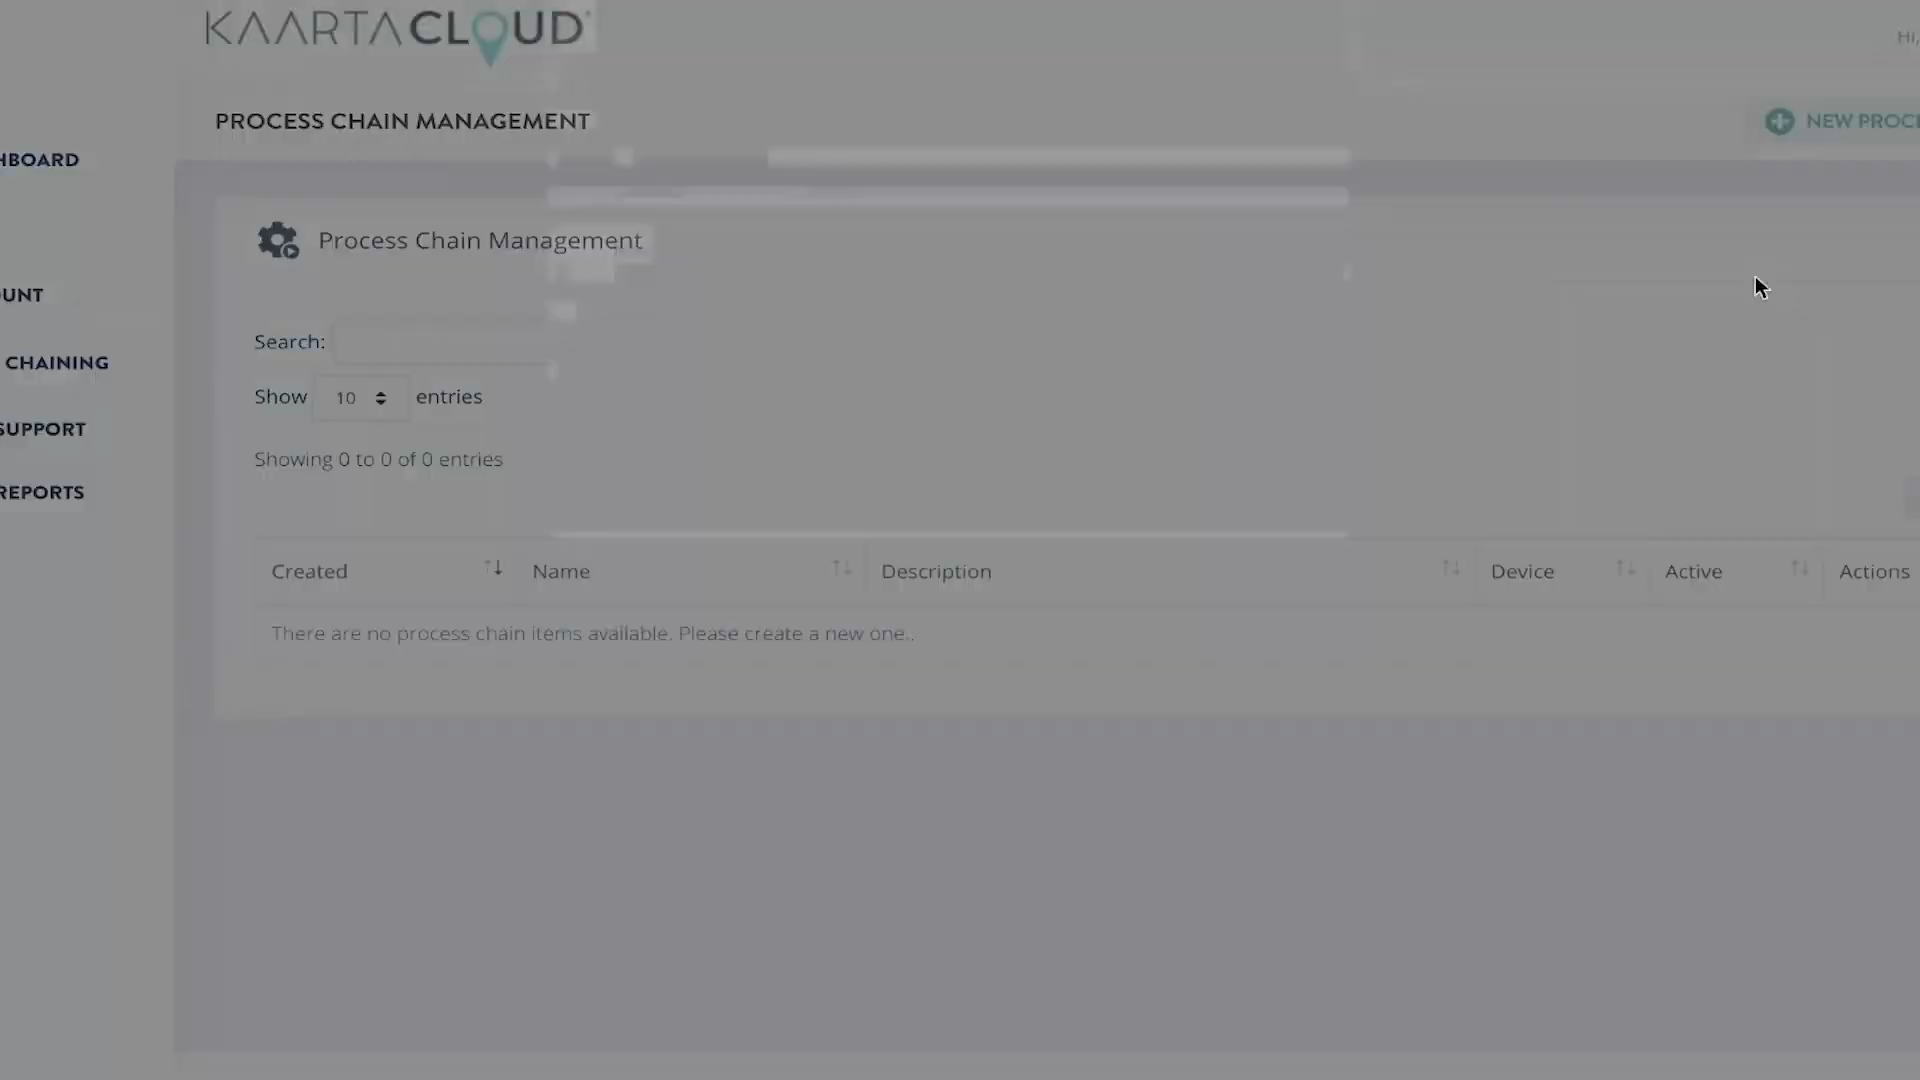 KAARTACLOUD
Hi,
PROCESS CHAIN MANAGEMENT
NEW PROCE
HBOARD
Process Chain Management
OUNT
Search:
CHAINING
Show 10 entries
SUPPORT
Showing 0 to 0 of 0 entries
REPORTS
Created Name Description Device Active Actions
There are no process chain items available. Please create a new one..